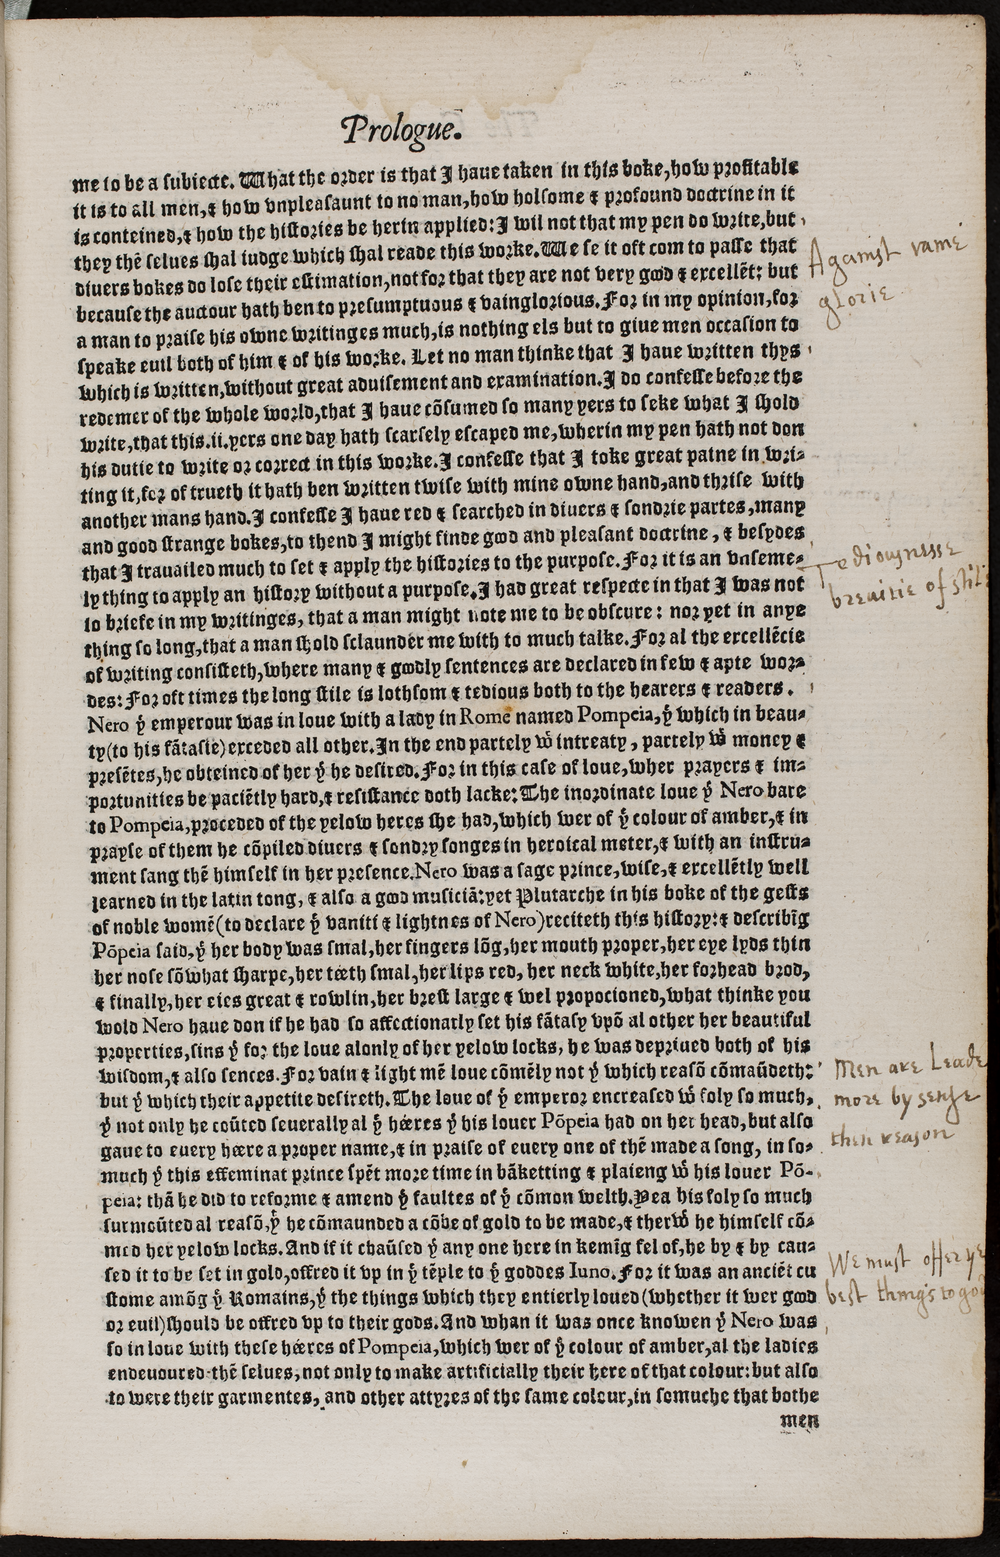 Prologue.
me to be a subiecte. What the order is that I haue taken in this boke, how profitable
it is to all men, & how vnpleasaunt to no man, how holsome & profound doctrine in it
is conteined, & how the histories be herin applied: I wil not that my pen do write, but
they thē selues shal iudge which shal reade this worke. We se it oft com to passe that
diuers bokes do lose their estimation, not for that they are not very good & excellēt: but
because the auctour hath ben to presumptuous & vainglorious. For in my opinion, for
a man to praise his owne writinges much, is nothing els but to giue men occasion to
speake euil both of him & of his worke. Let no man thinke that I haue written thys
which is written, without great aduisement and examination. I do confesse before the
redemer of the whole world, that I haue cōsumed so many yers to seke what I shold
write, that this .ii. yers one day hath scarsely escaped me, wherin my pen hath not don
his dutie to write or correct in this worke. I confesse that I toke great paine in wri-
ting it, for of trueth it hath ben written twise with mine owne hand, and thrise with
another mans hand. I confesse I haue red & searched in diuers & sondrie partes, many
and good strange bokes, to thend I might finde good and pleasant doctrine, & besydes
that I trauailed much to set & apply the histories to the purpose. For it is an vnseme-
ly thing to apply an history without a purpose. I had great respecte in that I was not
so briefe in my writinges, that a man might note me to be obscure: nor yet in anye
thing so long, that a man shold sclaunder me with to much talke. For al the excellēcie
of writing consisteth, where many & goodly sentences are declared in few & apte wor-
des: For oft times the long stile is lothsom & tedious both to the hearers & readers.
Nero ẏ emperour was in loue with a lady in Rome named Pompeia, ẏ which in beau-
ty (to his fātasie) exceded all other. In the end partely ẇ intreaty, partely ẇ money &
presētes, he obteined of her ẏ he desired. For in this case of loue, wher prayers & im-
portunities be paciētly hard, & resistance doth lacke: The inordinate loue ẏ Nero bare
to Pompeia, proceded of the yelow heres she had, which wer of ẏ colour of amber, & in
prayse of them he cōpiled diuers & sondry songes in heroical meter, & with an instru-
ment sang thē himself in her presence. Nero was a sage prince, wise, & excellētly well
learned in the latin tong, & also a good musiciā: yet Plutarche in his boke of the gests
of noble womē (to declare ẏ vaniti & lightnes of Nero) reciteth this history: & describīg
Pōpeia said, ẏ her body was smal, her fingers lōg, her mouth proper, her eye lyds thin
her nose sōwhat sharpe, her teeth smal, her lips red, her neck white, her forhead brod,
& finally, her eies great & rowlin, her brest large & wel propocioned, what thinke you
wold Nero haue don if he had so affectionatly set his fātasy vpō al other her beautiful
properties, sins ẏ for the loue alonly of her yelow locks, he was depriued both of his
wisdom, & also sences. For vain & light mē loue cōmēly not ẏ which reasō cōmaūdeth:
but ẏ which their appetite desireth. The loue of ẏ emperor encreased ẇ foly so much,
ẏ not only he coūted seuerally al ẏ heeres ẏ his louer Pōpeia had on her head, but also
gaue to euery heere a proper name, & in praise of euery one of thē made a song, in so-
much ẏ this effeminat prince spēt more time in bāketting & plaieng ẇ his louer Pō-
peia: thā he did to reforme & amend ẏ faultes of ẏ cōmon welth. Yea his foly so much
surmoūted al reasō, ẏ he cōmaunded a cōbe of gold to be made, & therẇ he himself cō-
med her yelow locks. And if it chaūsed ẏ any one here in kemīg fel of, he by & by cau-
sed it to be set in gold, offred it vp in ẏ tēple to ẏ goddes Iuno. For it was an anciēt cu
stome amōg ẏ Romains, ẏ the things which they entierly loued (whether it wer good
or euil) should be offred vp to their gods. And whan it was once knowen ẏ Nero was
so in loue with these heeres of Pompeia, which wer of ẏ colour of amber, al the ladies
endeuoured thē selues, not only to make artificially their here of that colour: but also
to were their garmentes, and other attyres of the same colour, in somuche that bothe
men
Against vaine
glorie
Tediousnesse
breuitie of stile
Men are Leade
more by sense
then reason
We must offer ye
best things to god